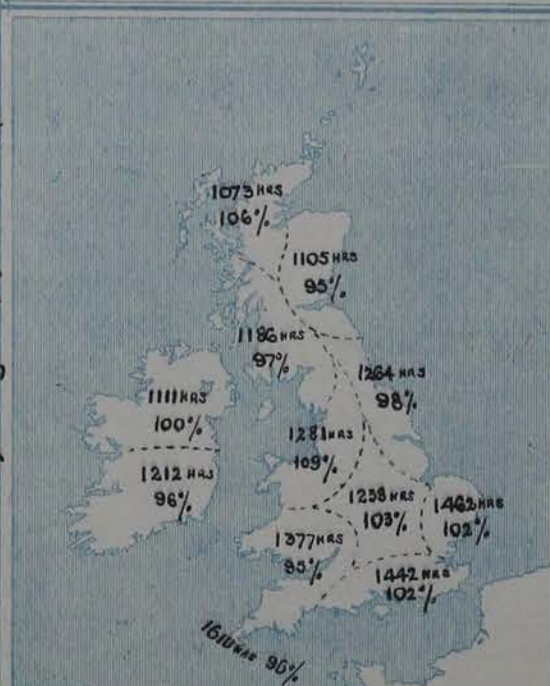 1073 HRS
106%
1105 HRS
95%
1186 HRS
97%
1264 HRS
98%
1111 HRS
100%
1281 HRS
109%
1212 HRS
96%
1238 HRS
103%
1462 HRS
102%
1377 HRS
95%
1442 HRS
102%
1610 HRS 96%